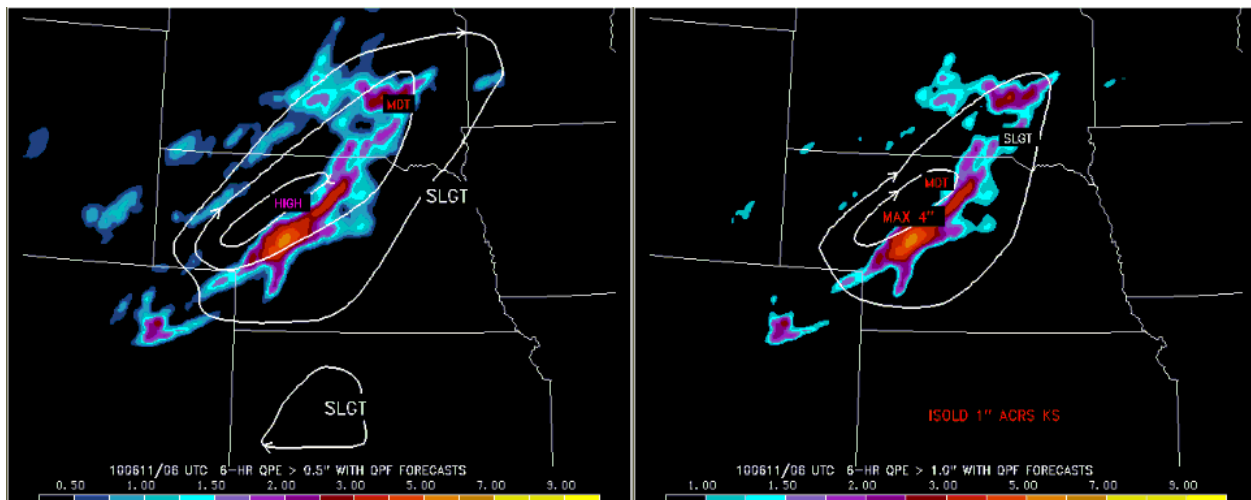 MDT
SLGT
HIGH
SLGT
100611/06 UTC 6-HR QPE > 0.5" WITH QPF FORECASTS
0.50 1.00 1.50 2.00 3.00 5.00 7.00 9.00
SLGT
MDT
MAX 4"
ISOLD 1" ACRS KS
100611/06 UTC 6-HR QPE > 1.0" WITH QPF FORECASTS
1.00 1.50 2.00 3.00 5.00 7.00 9.00